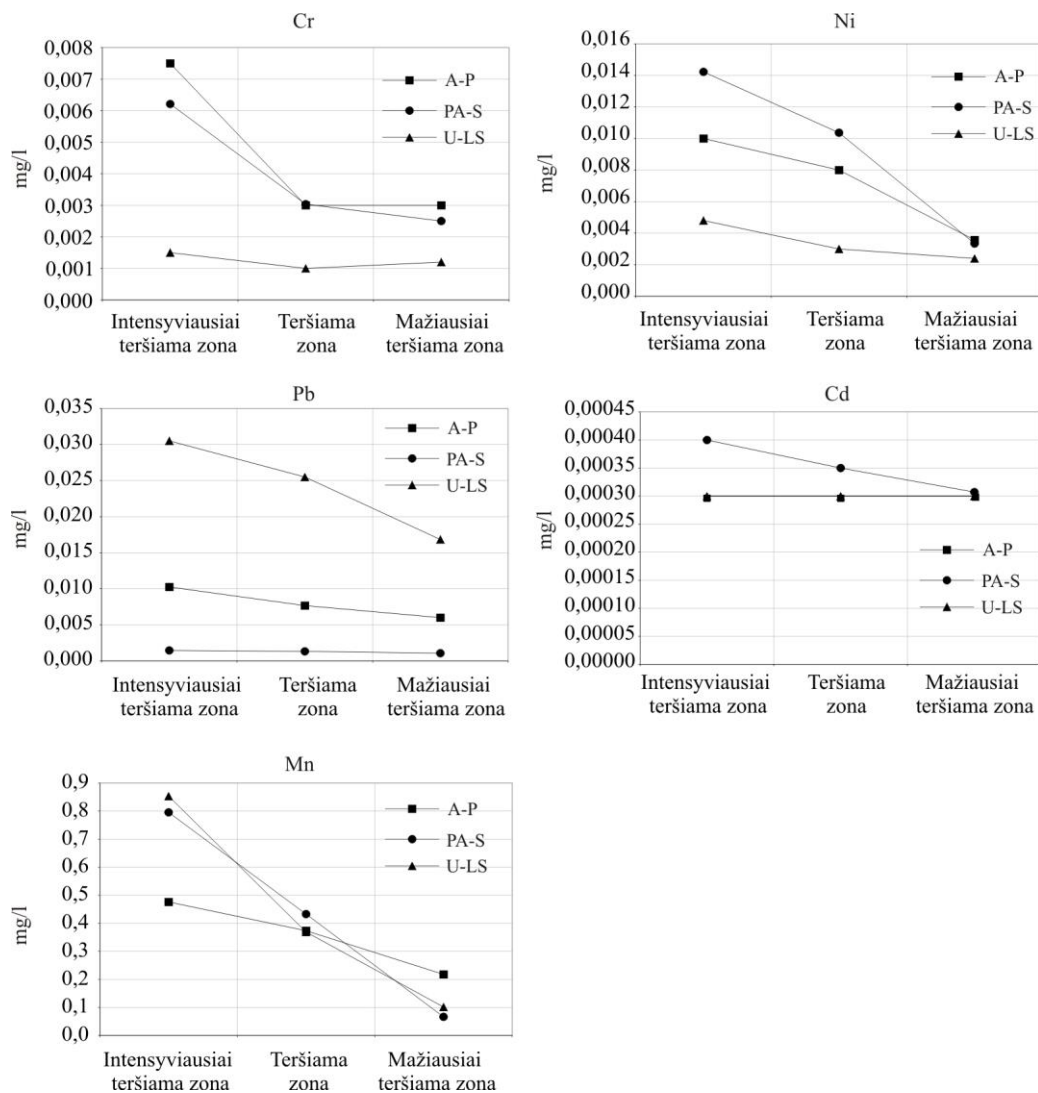 Cr
0,008
0,007
0,006
0,005
0,004
0,003
0,002
0,001
0,000
mg/l
A-P
PA-S
U-LS
Intensyviausiai
teršiama zona
Teršiama
zona
Mažiausiai
teršiama zona
Ni
0,016
0,014
0,012
0,010
0,008
0,006
0,004
0,002
0,000
mg/l
A-P
PA-S
U-LS
Intensyviausiai
teršiama zona
Teršiama
zona
Mažiausiai
teršiama zona
Pb
0,035
0,030
0,025
0,020
0,015
0,010
0,005
0,000
mg/l
A-P
PA-S
U-LS
Intensyviausiai
teršiama zona
Teršiama
zona
Mažiausiai
teršiama zona
Cd
0,00045
0,00040
0,00035
0,00030
0,00025
0,00020
0,00015
0,00010
0,00005
0,00000
mg/l
A-P
PA-S
U-LS
Intensyviausiai
teršiama zona
Teršiama
zona
Mažiausiai
teršiama zona
Mn
0,9
0,8
0,7
0,6
0,5
0,4
0,3
0,2
0,1
0,0
mg/l
A-P
PA-S
U-LS
Intensyviausiai
teršiama zona
Teršiama
zona
Mažiausiai
teršiama zona